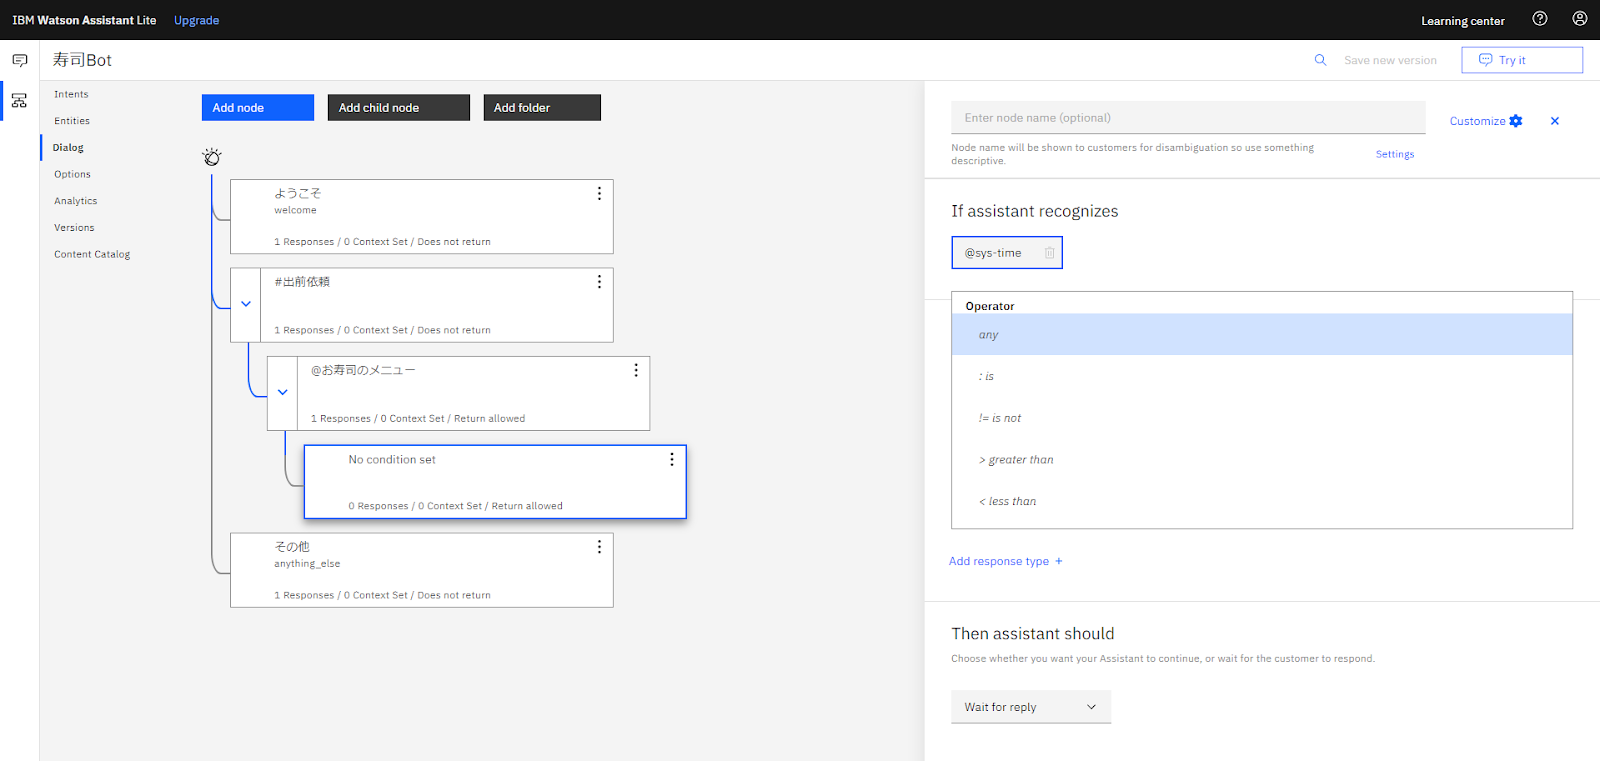 IBM Watson Assistant Lite Upgrade Learning center
寿司Bot Save new version Try it
Intents
Entities
Dialog
Options
Analytics
Versions
Content Catalog
Add node Add child node Add folder
ようこそ
welcome
1 Responses / 0 Context Set / Does not return
#出前依頼
1 Responses / 0 Context Set / Does not return
@お寿司のメニュー
1 Responses / 0 Context Set / Return allowed
No condition set
0 Responses / 0 Context Set / Return allowed
その他
anything_else
1 Responses / 0 Context Set / Does not return
Enter node name (optional) Customize
Node name will be shown to customers for disambiguation so use something
descriptive.
Settings
If assistant recognizes
@sys-time
Operator
any
: is
!= is not
> greater than
< less than
Add response type +
Then assistant should
Choose whether you want your Assistant to continue, or wait for the customer to respond.
Wait for reply